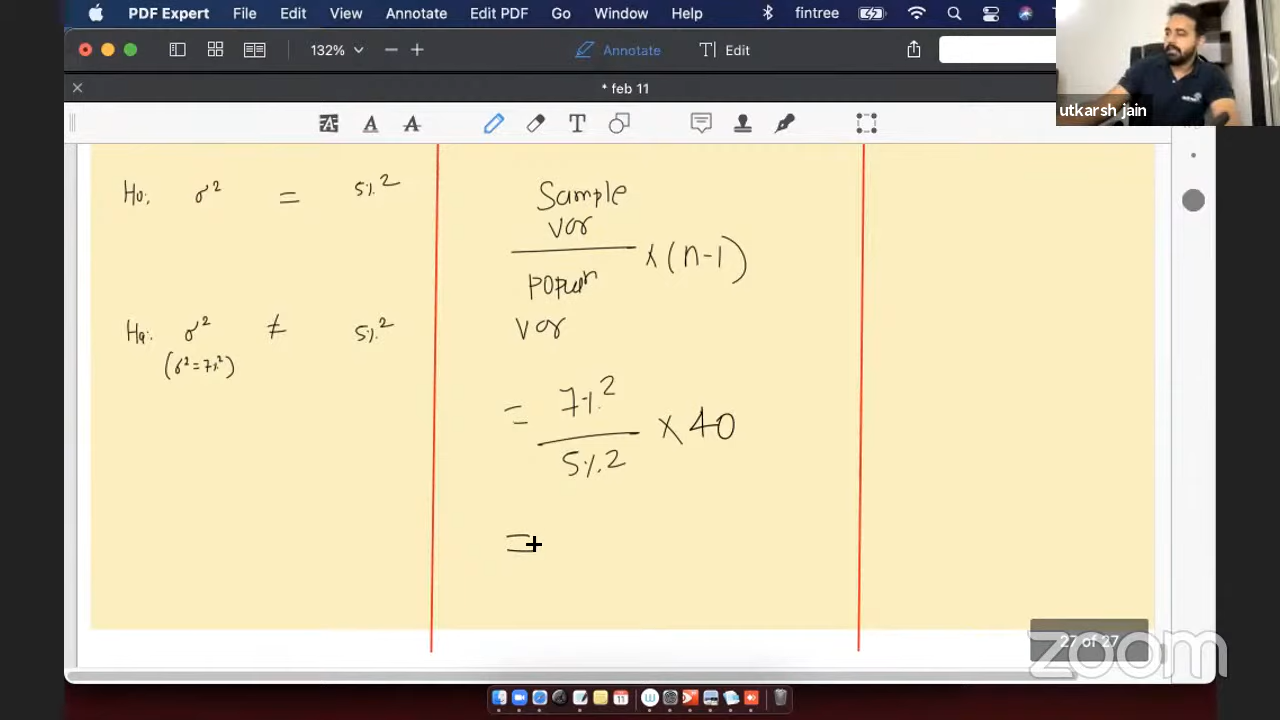 PDF Expert File Edit View Annotate Edit PDF Go Window Help fintree
132% Annotate T| Edit
* feb 11
utkarsh jain
H0: σ² = 5%²
Ha: σ² ≠ 5%²
(σ²=7%²)
Sample
var
× (n-1)
popun
var
= 7%²
5%² × 40
=
27 of 27
zoom